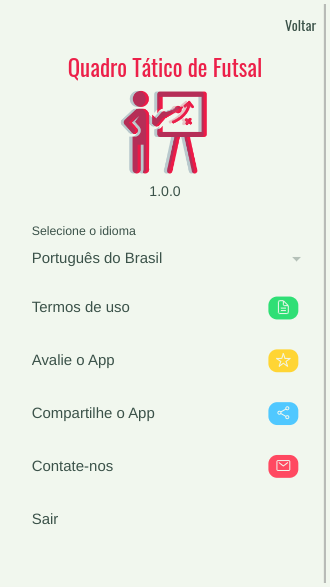 Voltar
Quadro Tático de Futsal
1.0.0
Selecione o idioma
Português do Brasil
Termos de uso
Avalie o App
Compartilhe o App
Contate-nos
Sair